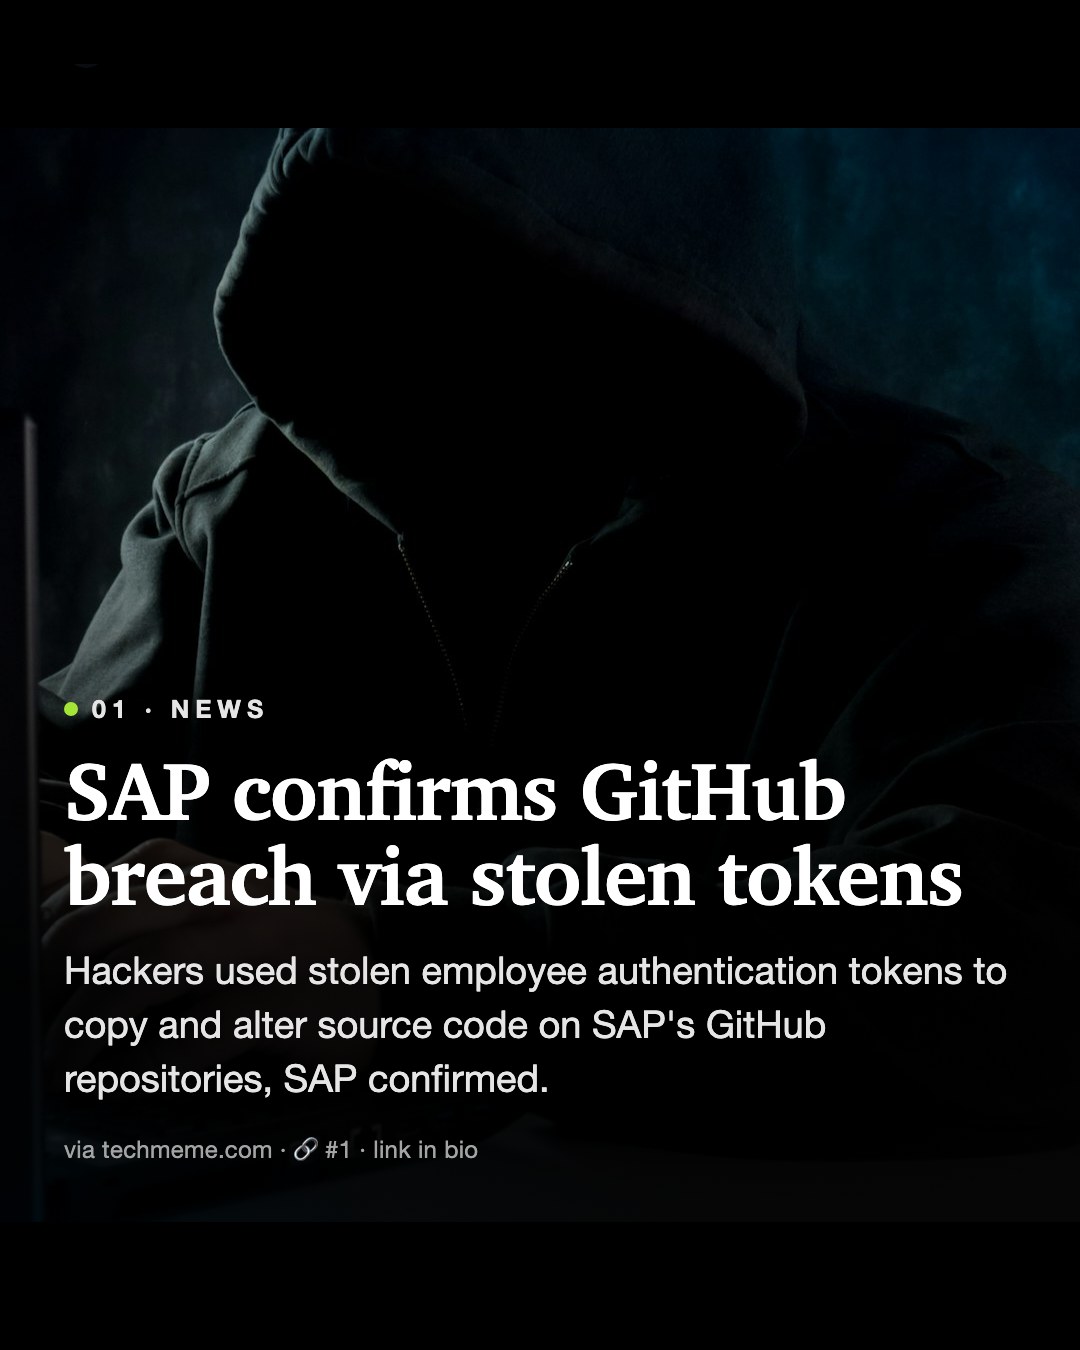 01 · NEWS
SAP confirms GitHub
breach via stolen tokens
Hackers used stolen employee authentication tokens to
copy and alter source code on SAP's GitHub
repositories, SAP confirmed.
via techmeme.com · 🔗 #1 · link in bio